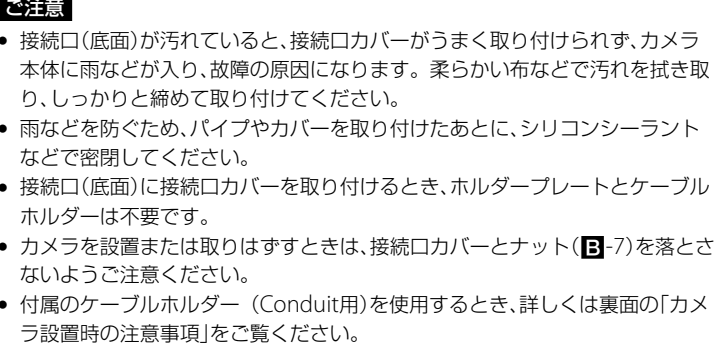 ご注意
• 接続口(底面)が汚れていると、接続口カバーがうまく取り付けられず、カメラ
本体に雨などが入り、故障の原因になります。柔らかい布などで汚れを拭き取
り、しっかりと締めて取り付けてください。
• 雨などを防ぐため、パイプやカバーを取り付けたあとに、シリコンシーラント
などで密閉してください。
• 接続口(底面)に接続口カバーを取り付けるとき、ホルダープレートとケーブル
ホルダーは不要です。
• カメラを設置または取りはずすときは、接続口カバーとナット(B-7)を落とさ
ないようご注意ください。
• 付属のケーブルホルダー（Conduit用)を使用するとき、詳しくは裏面の「カメ
ラ設置時の注意事項」をご覧ください。